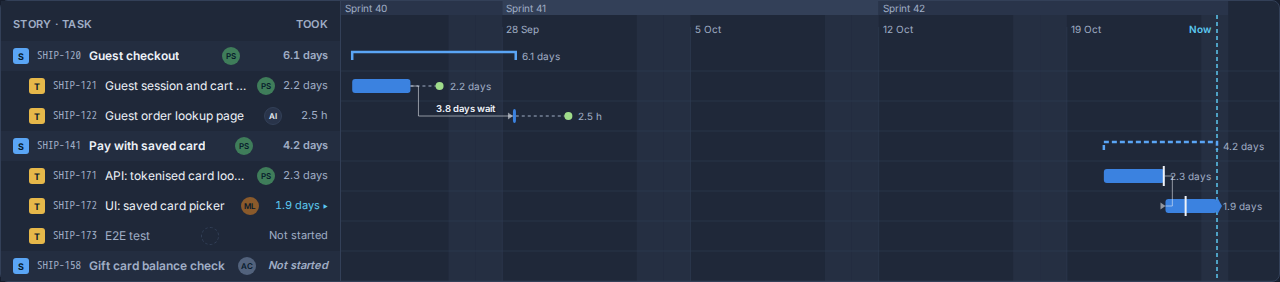 Sprint 40 Sprint 41 Sprint 42
STORY · TASK TOOK
28 Sep 5 Oct 12 Oct 19 Oct Now
S SHIP-120 Guest checkout PS 6.1 days 6.1 days
T SHIP-121 Guest session and cart ... PS 2.2 days 2.2 days
T SHIP-122 Guest order lookup page AI 2.5 h 3.8 days wait 2.5 h
S SHIP-141 Pay with saved card PS 4.2 days 4.2 days
T SHIP-171 API: tokenised card loo... PS 2.3 days 2.3 days
T SHIP-172 UI: saved card picker ML 1.9 days ▸ 1.9 days
T SHIP-173 E2E test Not started
S SHIP-158 Gift card balance check AC Not started